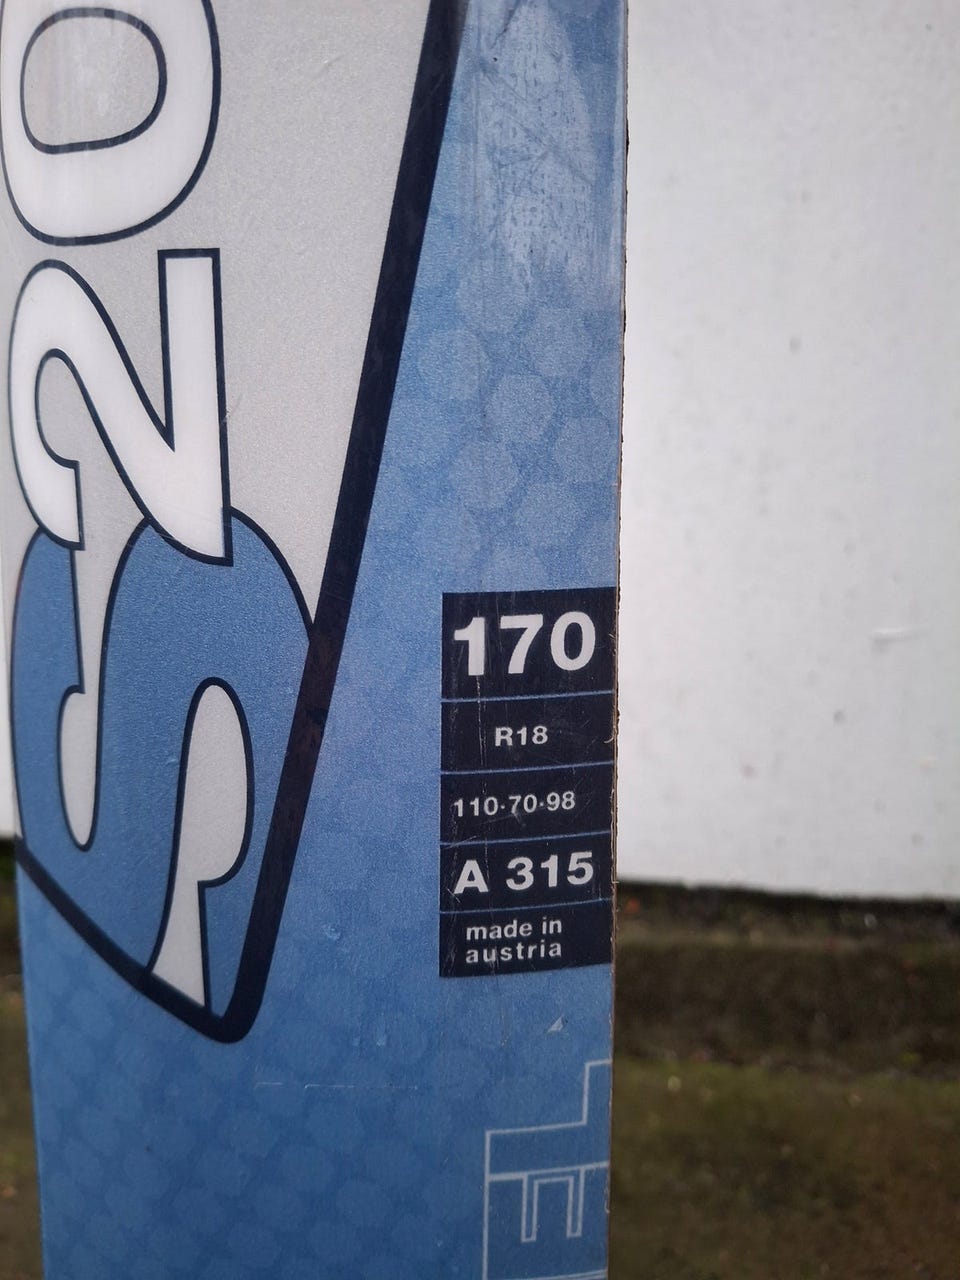 S20
170
R18
110-70-98
A 315
made in
austria